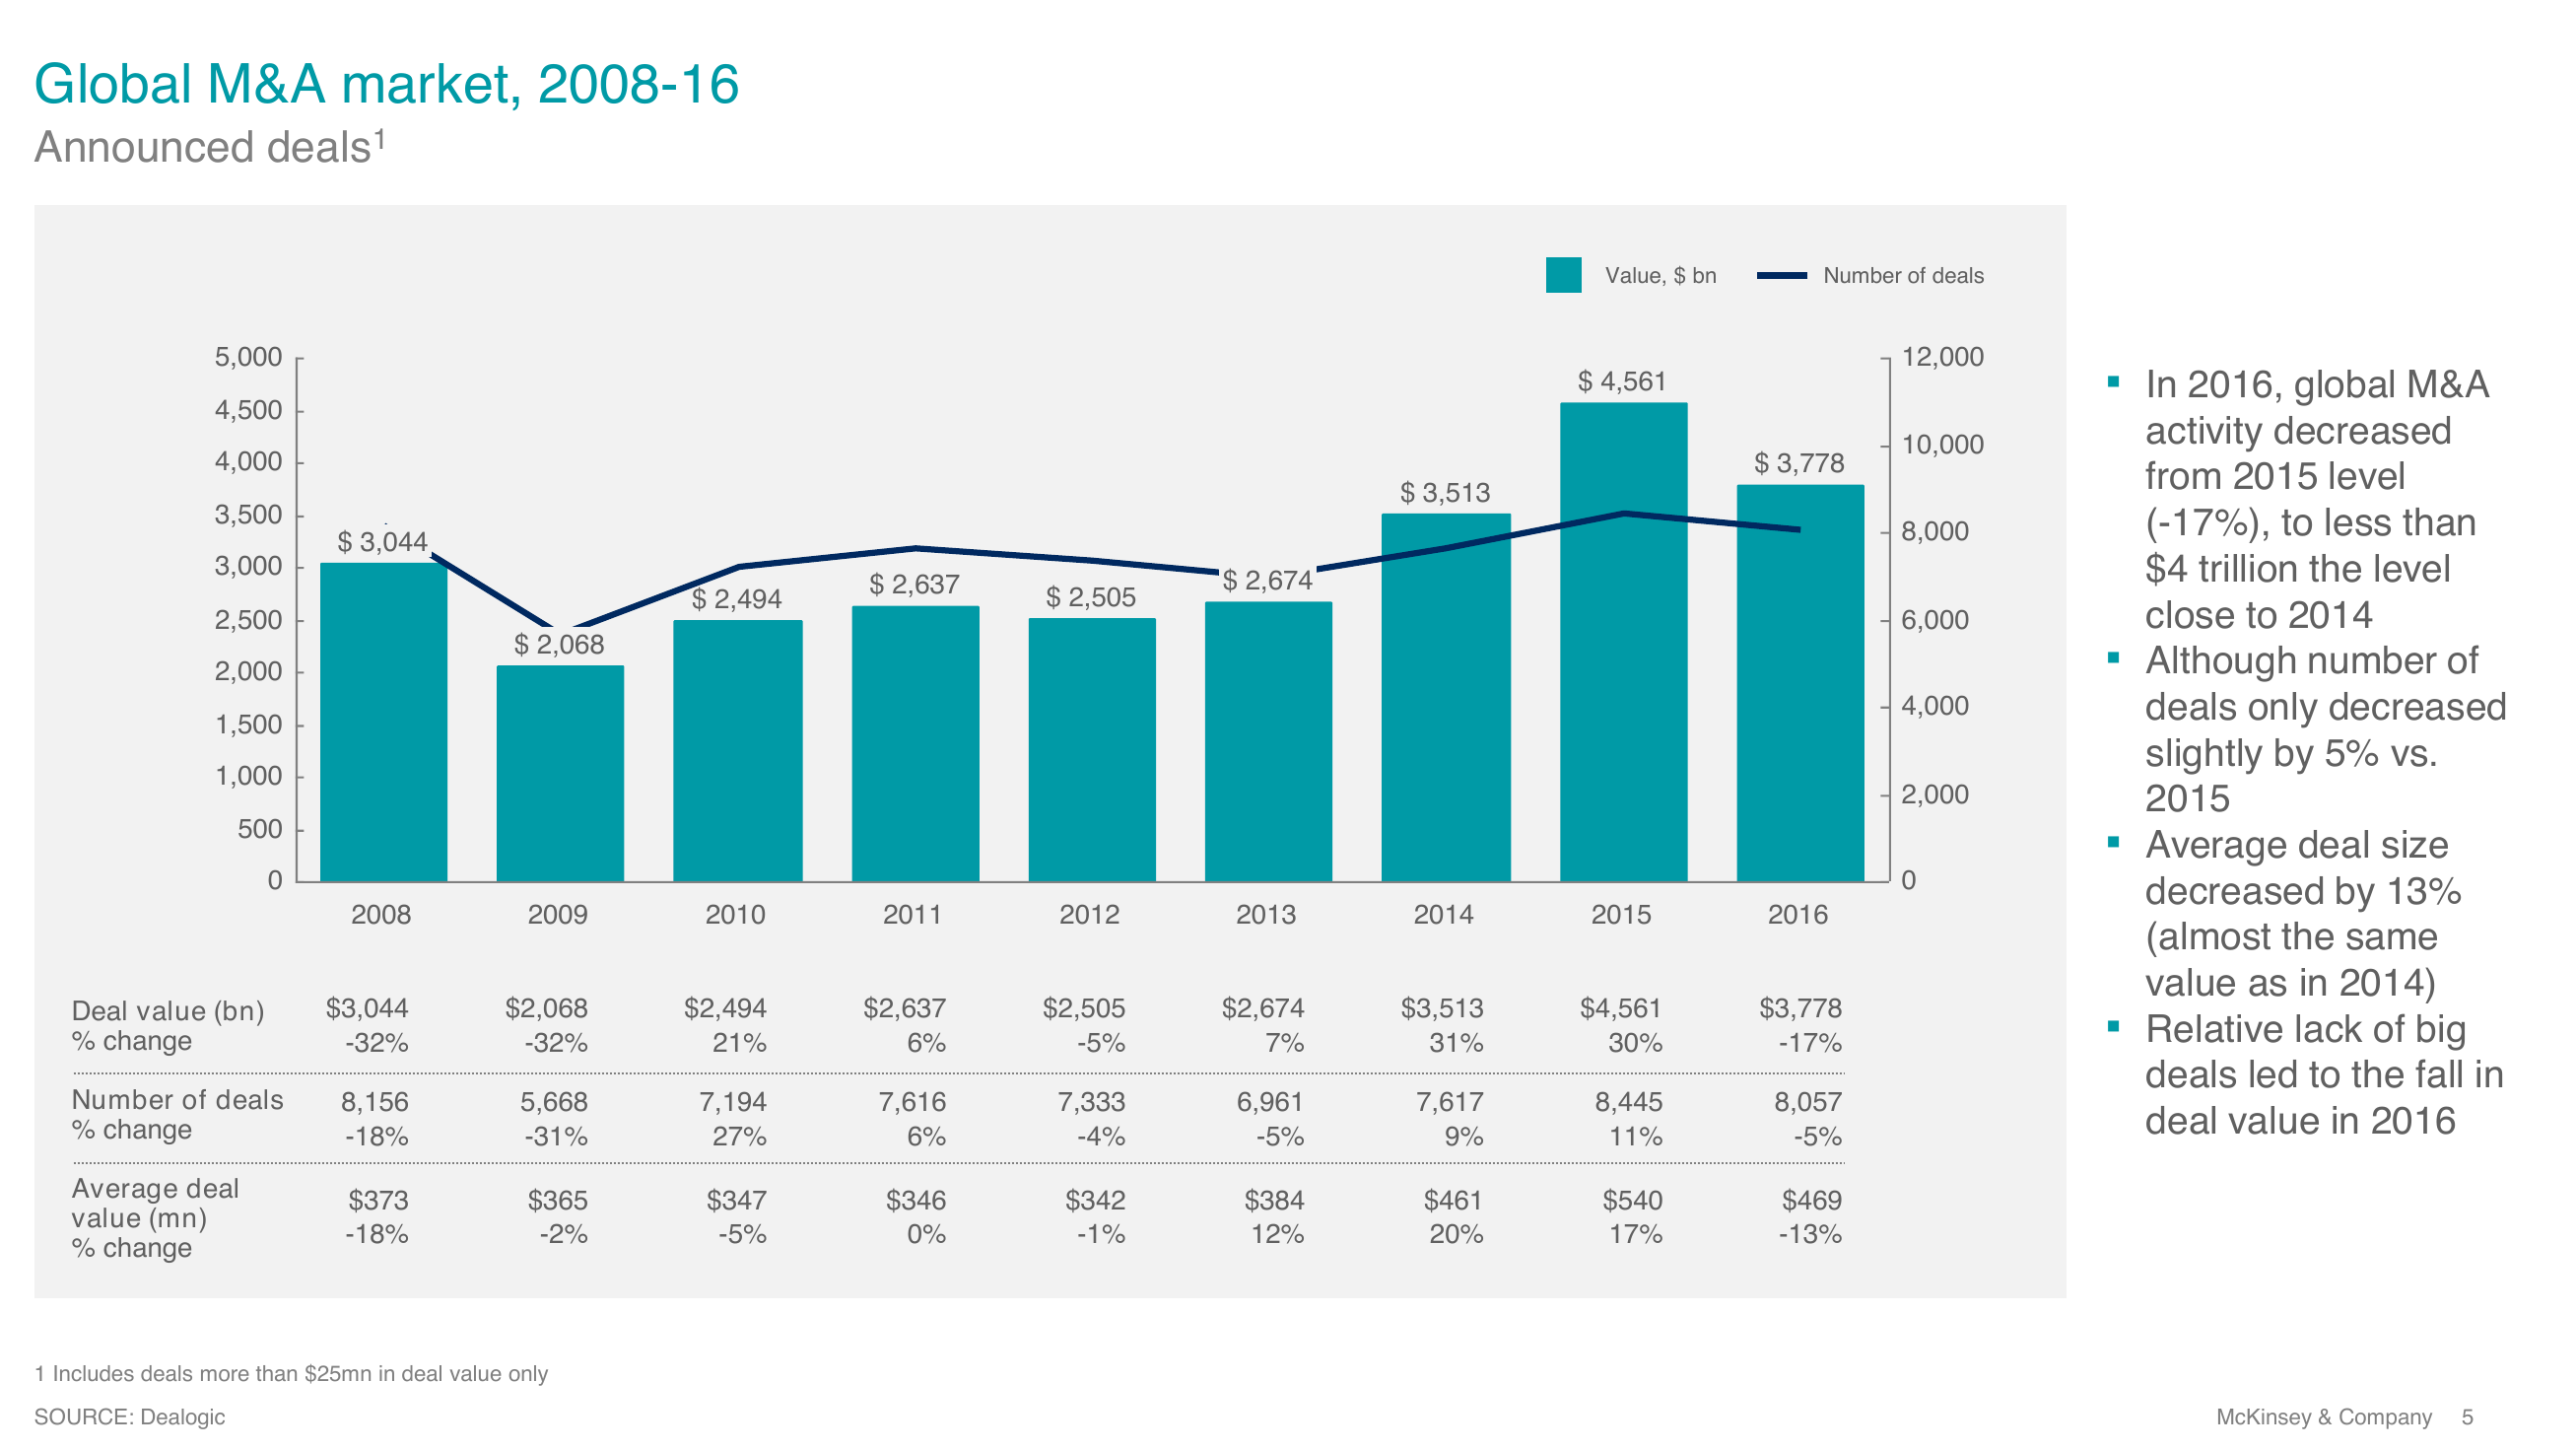 Global M&A market, 2008-16
Announced deals1
Value, $ bn
Number of deals
5,000
4,500
4,000
3,500
3,000
2,500
2,000
1,500
1,000
500
0
$ 3,044
$ 2,068
$ 2,494
$ 2,637
$ 2,505
$ 2,674
$ 3,513
$ 4,561
$ 3,778
12,000
10,000
8,000
6,000
4,000
2,000
0
2008 2009 2010 2011 2012 2013 2014 2015 2016
Deal value (bn) $3,044 $2,068 $2,494 $2,637 $2,505 $2,674 $3,513 $4,561 $3,778
% change -32% -32% 21% 6% -5% 7% 31% 30% -17%
Number of deals 8,156 5,668 7,194 7,616 7,333 6,961 7,617 8,445 8,057
% change -18% -31% 27% 6% -4% -5% 9% 11% -5%
Average deal
value (mn) $373 $365 $347 $346 $342 $384 $461 $540 $469
% change -18% -2% -5% 0% -1% 12% 20% 17% -13%
▪ In 2016, global M&A
activity decreased
from 2015 level
(-17%), to less than
$4 trillion the level
close to 2014
▪ Although number of
deals only decreased
slightly by 5% vs.
2015
▪ Average deal size
decreased by 13%
(almost the same
value as in 2014)
▪ Relative lack of big
deals led to the fall in
deal value in 2016
1 Includes deals more than $25mn in deal value only
SOURCE: Dealogic
McKinsey & Company 5